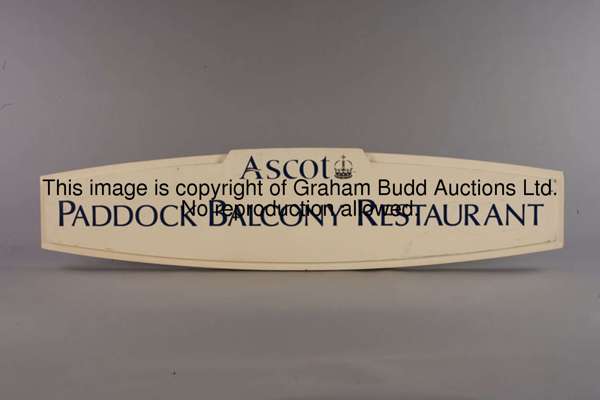 Ascot
This image is copyright of Graham Budd Auctions Ltd.
No reproduction allowed.
PADDOCK BALCONY RESTAURANT